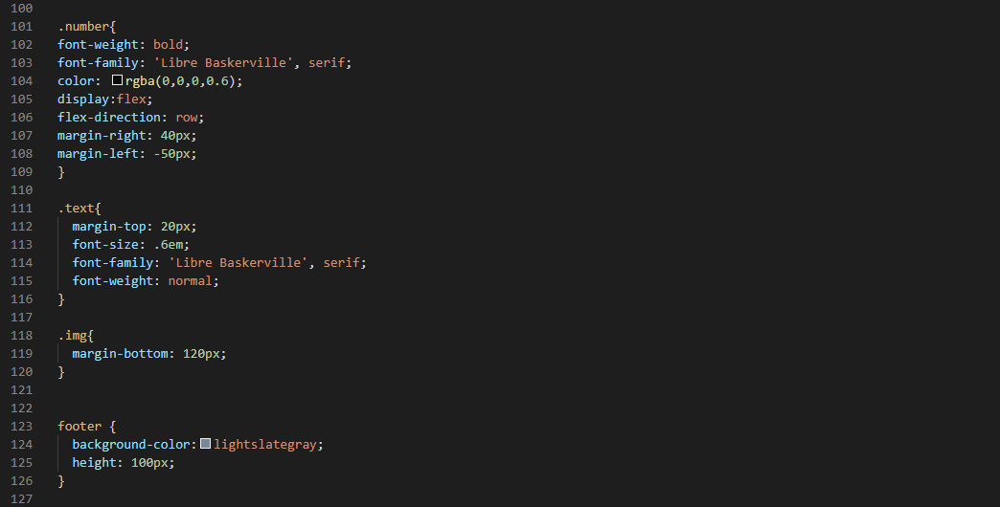 100
101 .number{
102 font-weight: bold;
103 font-family: 'Libre Baskerville', serif;
104 color: rgba(0,0,0,0.6);
105 display:flex;
106 flex-direction: row;
107 margin-right: 40px;
108 margin-left: -50px;
109 }
110
111 .text{
112   margin-top: 20px;
113   font-size: .6em;
114   font-family: 'Libre Baskerville', serif;
115   font-weight: normal;
116 }
117
118 .img{
119   margin-bottom: 120px;
120 }
121
122
123 footer {
124   background-color: lightslategray;
125   height: 100px;
126 }
127